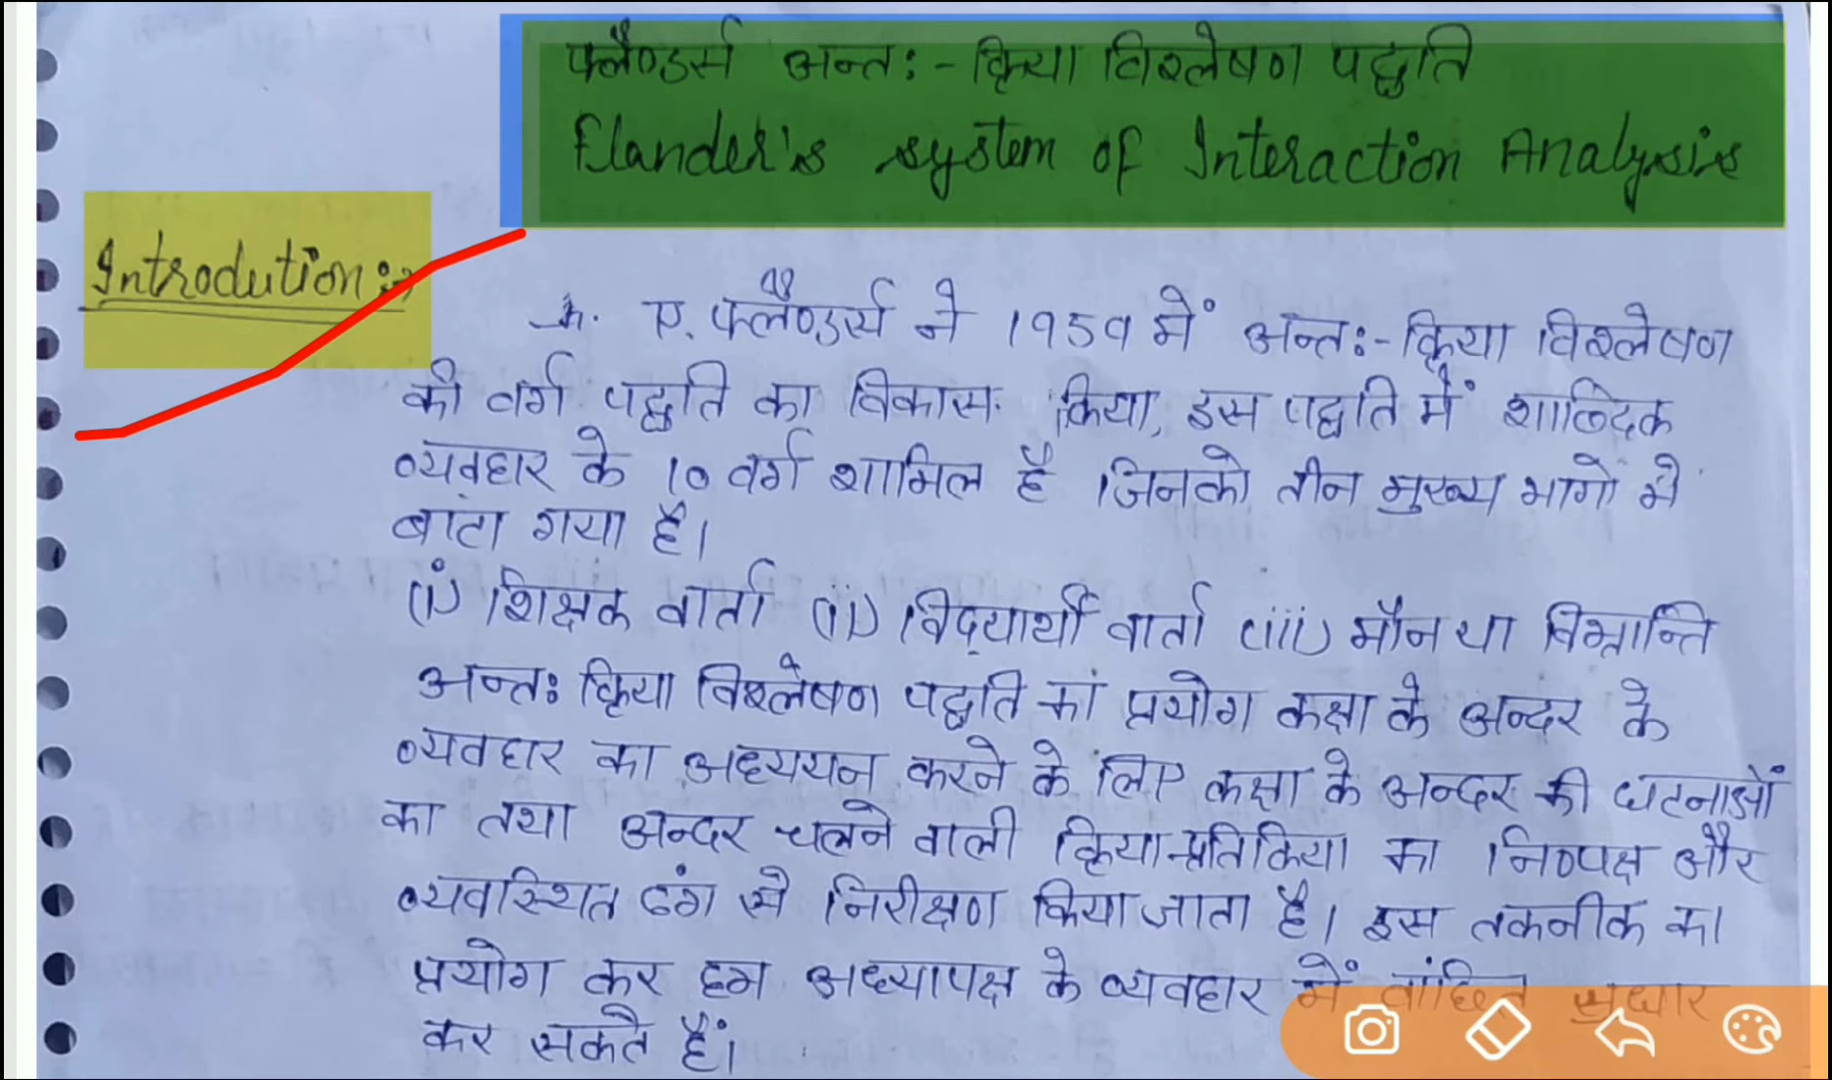 फ्लैण्डर्स अन्तः-क्रिया विश्लेषण पद्धति
Flander's system of Interaction Analysis
Introdution :-
ए. फ्लैण्डर्स ने 1959 में अन्तः-क्रिया विश्लेषण
की वर्ग पद्धति का विकास किया, इस पद्धति में शाब्दिक
व्यवहार के 10 वर्ग शामिल है जिनको तीन मुख्य भागों में
बांटा गया है।
(i) शिक्षक वार्ता (ii) विद्यार्थी वार्ता (iii) मौन या विभ्रान्ति
अन्तः क्रिया विश्लेषण पद्धति का प्रयोग कक्षा के अन्दर के
व्यवहार का अध्ययन करने के लिए कक्षा के अन्दर की घटनाओं
का तथा अन्दर चलने वाली क्रिया-प्रतिक्रिया का निष्पक्ष और
व्यवस्थित ढंग से निरीक्षण किया जाता है। इस तकनीक का
प्रयोग कर हम अध्यापक्ष के व्यवहार में वांछित सुधार
कर सकते हैं।